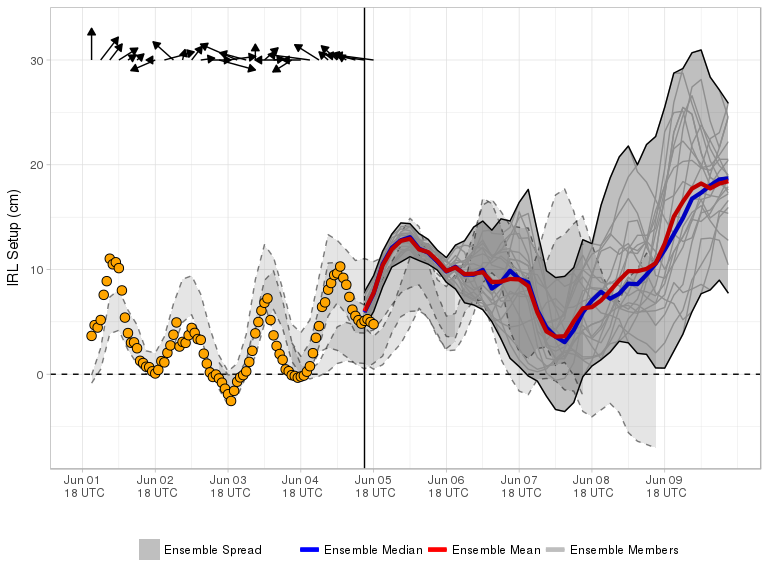 IRL Setup (cm)
30
20
10
0
Jun 01 Jun 02 Jun 03 Jun 04 Jun 05 Jun 06 Jun 07 Jun 08 Jun 09
18 UTC 18 UTC 18 UTC 18 UTC 18 UTC 18 UTC 18 UTC 18 UTC 18 UTC
Ensemble Spread Ensemble Median Ensemble Mean Ensemble Members